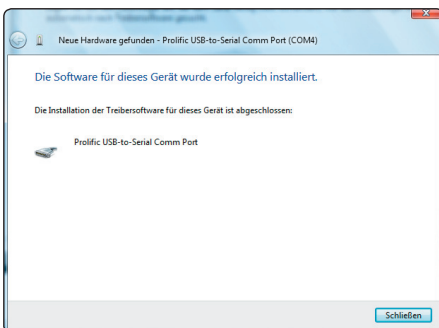 Neue Hardware gefunden - Prolific USB-to-Serial Comm Port (COM4)
Die Software für dieses Gerät wurde erfolgreich installiert.
Die Installation der Treibersoftware für dieses Gerät ist abgeschlossen:
Prolific USB-to-Serial Comm Port
Schließen